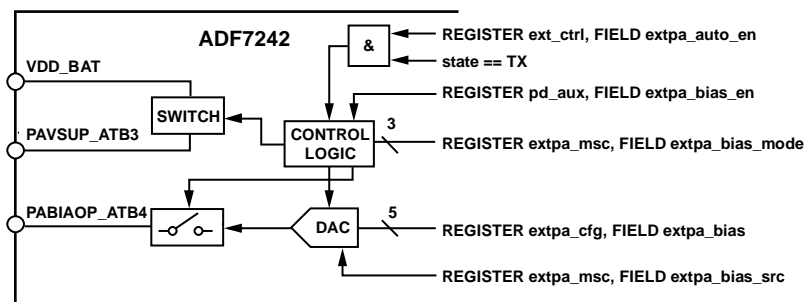 ADF7242
&
REGISTER ext_ctrl, FIELD extpa_auto_en
state == TX
VDD_BAT
REGISTER pd_aux, FIELD extpa_bias_en
SWITCH
PAVSUP_ATB3
CONTROL
LOGIC
3
REGISTER extpa_msc, FIELD extpa_bias_mode
PABIAOP_ATB4
DAC
5
REGISTER extpa_cfg, FIELD extpa_bias
REGISTER extpa_msc, FIELD extpa_bias_src